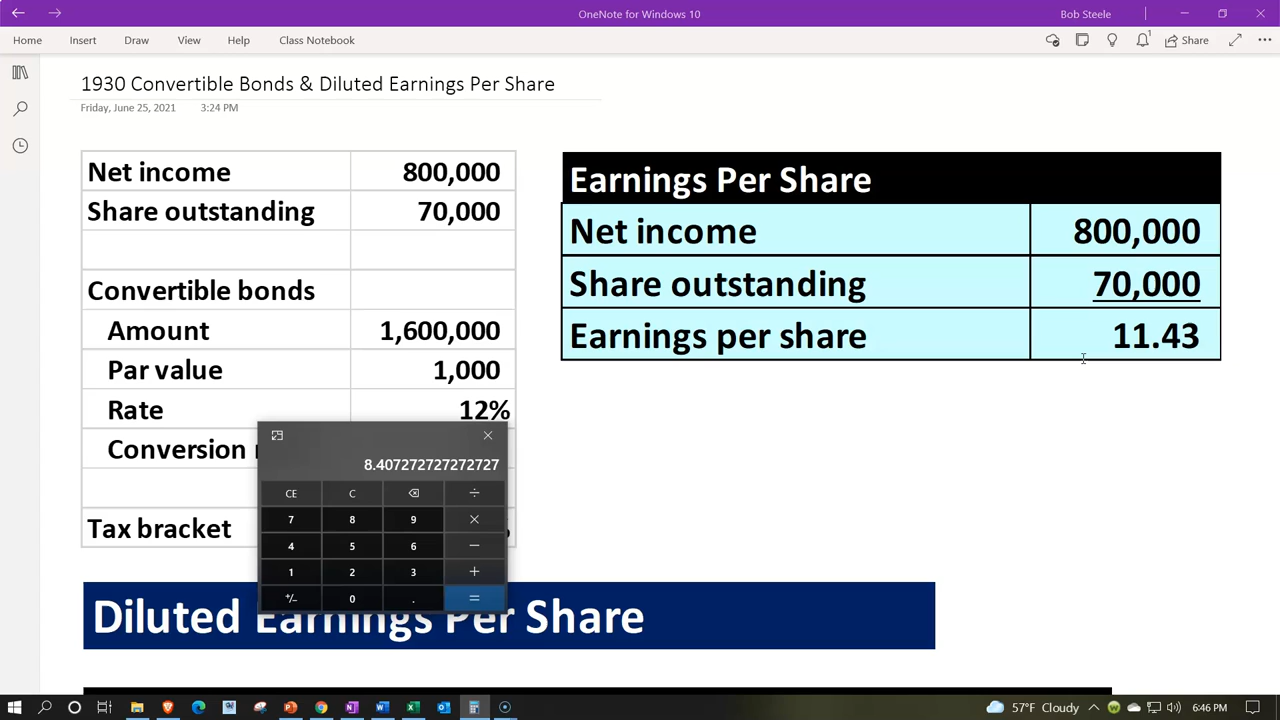 OneNote for Windows 10
Bob Steele
Home Insert Draw View Help Class Notebook
Share
1930 Convertible Bonds & Diluted Earnings Per Share
Friday, June 25, 2021 3:24 PM
Net income 800,000
Share outstanding 70,000
Convertible bonds
Amount 1,600,000
Par value 1,000
Rate 12%
Conversion
Tax bracket
Earnings Per Share
Net income 800,000
Share outstanding 70,000
Earnings per share 11.43
8.407272727272727
CE C ⌫ ÷
7 8 9 ×
4 5 6 −
1 2 3 +
+/− 0 . =
Diluted Earnings Per Share
57°F Cloudy 6:46 PM